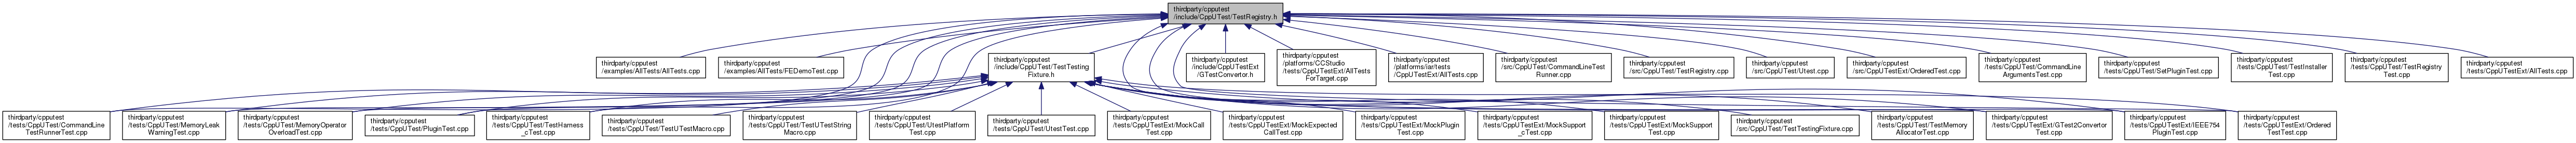 thirdparty/cpputest
/include/CppUTest/TestRegistry.h
thirdparty/cpputest
/examples/AllTests/AllTests.cpp
thirdparty/cpputest
/examples/AllTests/FEDemoTest.cpp
thirdparty/cpputest
/include/CppUTest/TestTesting
Fixture.h
thirdparty/cpputest
/include/CppUTestExt
/GTestConvertor.h
thirdparty/cpputest
/platforms/CCStudio
/tests/CppUTestExt/AllTests
ForTarget.cpp
thirdparty/cpputest
/platforms/iar/tests
/CppUTestExt/AllTests.cpp
thirdparty/cpputest
/src/CppUTest/CommandLineTest
Runner.cpp
thirdparty/cpputest
/src/CppUTest/TestRegistry.cpp
thirdparty/cpputest
/src/CppUTest/Utest.cpp
thirdparty/cpputest
/src/CppUTestExt/OrderedTest.cpp
thirdparty/cpputest
/tests/CppUTest/CommandLine
ArgumentsTest.cpp
thirdparty/cpputest
/tests/CppUTest/SetPluginTest.cpp
thirdparty/cpputest
/tests/CppUTest/TestInstaller
Test.cpp
thirdparty/cpputest
/tests/CppUTest/TestRegistry
Test.cpp
thirdparty/cpputest
/tests/CppUTestExt/AllTests.cpp
thirdparty/cpputest
/tests/CppUTest/CommandLine
TestRunnerTest.cpp
thirdparty/cpputest
/tests/CppUTest/MemoryLeak
WarningTest.cpp
thirdparty/cpputest
/tests/CppUTest/MemoryOperator
OverloadTest.cpp
thirdparty/cpputest
/tests/CppUTest/PluginTest.cpp
thirdparty/cpputest
/tests/CppUTest/TestHarness
_cTest.cpp
thirdparty/cpputest
/tests/CppUTest/TestUTestMacro.cpp
thirdparty/cpputest
/tests/CppUTest/TestUTestString
Macro.cpp
thirdparty/cpputest
/tests/CppUTest/UtestPlatform
Test.cpp
thirdparty/cpputest
/tests/CppUTest/UtestTest.cpp
thirdparty/cpputest
/tests/CppUTestExt/MockCall
Test.cpp
thirdparty/cpputest
/tests/CppUTestExt/MockExpected
CallTest.cpp
thirdparty/cpputest
/tests/CppUTestExt/MockPlugin
Test.cpp
thirdparty/cpputest
/tests/CppUTestExt/MockSupport
_cTest.cpp
thirdparty/cpputest
/tests/CppUTestExt/MockSupport
Test.cpp
thirdparty/cpputest
/src/CppUTest/TestTestingFixture.cpp
thirdparty/cpputest
/tests/CppUTest/TestMemory
AllocatorTest.cpp
thirdparty/cpputest
/tests/CppUTestExt/GTest2Convertor
Test.cpp
thirdparty/cpputest
/tests/CppUTestExt/IEEE754
PluginTest.cpp
thirdparty/cpputest
/tests/CppUTestExt/Ordered
TestTest.cpp